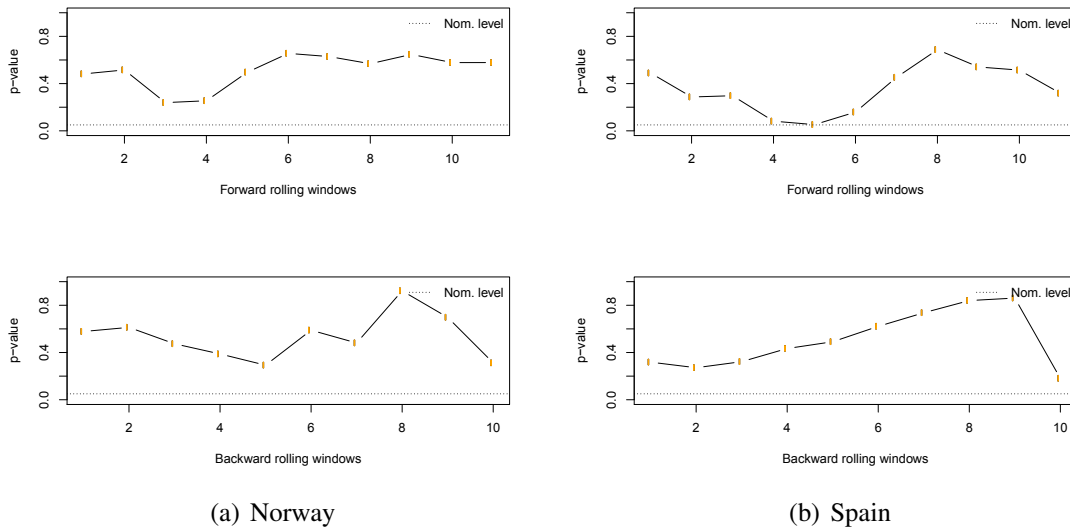 Nom. level
p−value
0.0 0.4 0.8
2 4 6 8 10
Forward rolling windows
Nom. level
p−value
0.0 0.4 0.8
2 4 6 8 10
Forward rolling windows
Nom. level
p−value
0.0 0.4 0.8
2 4 6 8 10
Backward rolling windows
Nom. level
p−value
0.0 0.4 0.8
2 4 6 8 10
Backward rolling windows
(a) Norway
(b) Spain